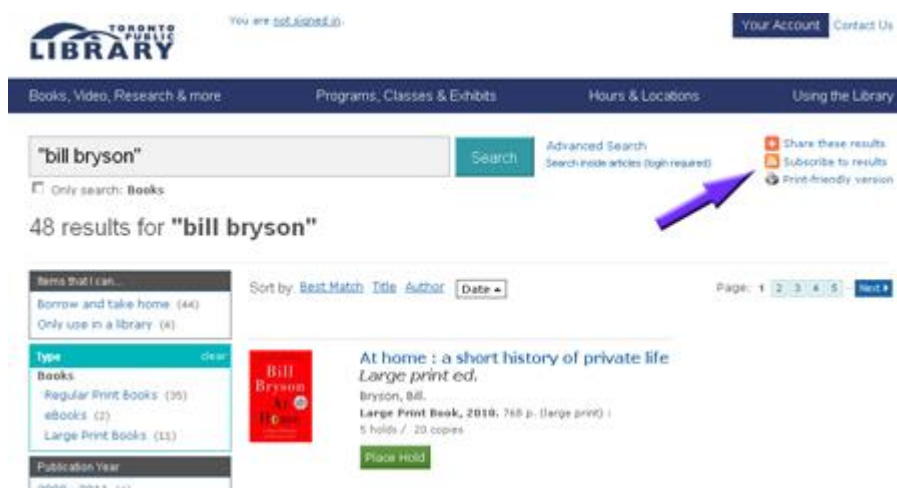 TORONTO
PUBLIC
LIBRARY
You are not signed in.
Your Account Contact Us
Books, Video, Research & more Programs, Classes & Exhibits Hours & Locations Using the Library
"bill bryson" Search
Advanced Search
Search inside articles (login required)
Share these results
Subscribe to results
Print-friendly version
Only search: Books
48 results for "bill bryson"
Items that I can...
Borrow and take home (44)
Only use in a library (4)
Sort by: Best Match Title Author Date
Page: 1 2 3 4 5 - Next
Type clear
Books
Regular Print Books (35)
eBooks (2)
Large Print Books (11)
Bill
Bryson
At
Home
At home : a short history of private life
Large print ed.
Bryson, Bill.
Large Print Book, 2010. 768 p. (large print) :
5 holds / 20 copies
Place Hold
Publication Year